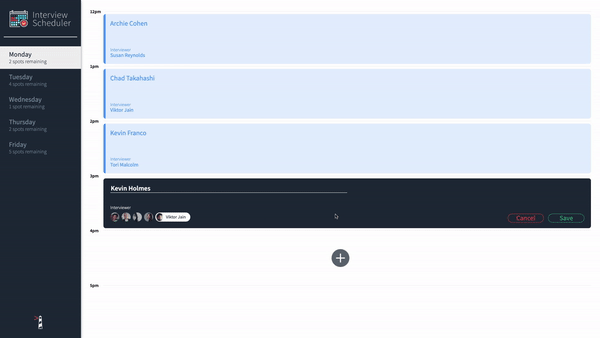 Interview
Scheduler
Monday
2 spots remaining
Tuesday
4 spots remaining
Wednesday
1 spot remaining
Thursday
2 spots remaining
Friday
5 spots remaining
12pm
Archie Cohen
Interviewer
Susan Reynolds
1pm
Chad Takahashi
Interviewer
Viktor Jain
2pm
Kevin Franco
Interviewer
Tori Malcolm
3pm
Kevin Holmes
Interviewer
Viktor Jain
Cancel
Save
4pm
5pm